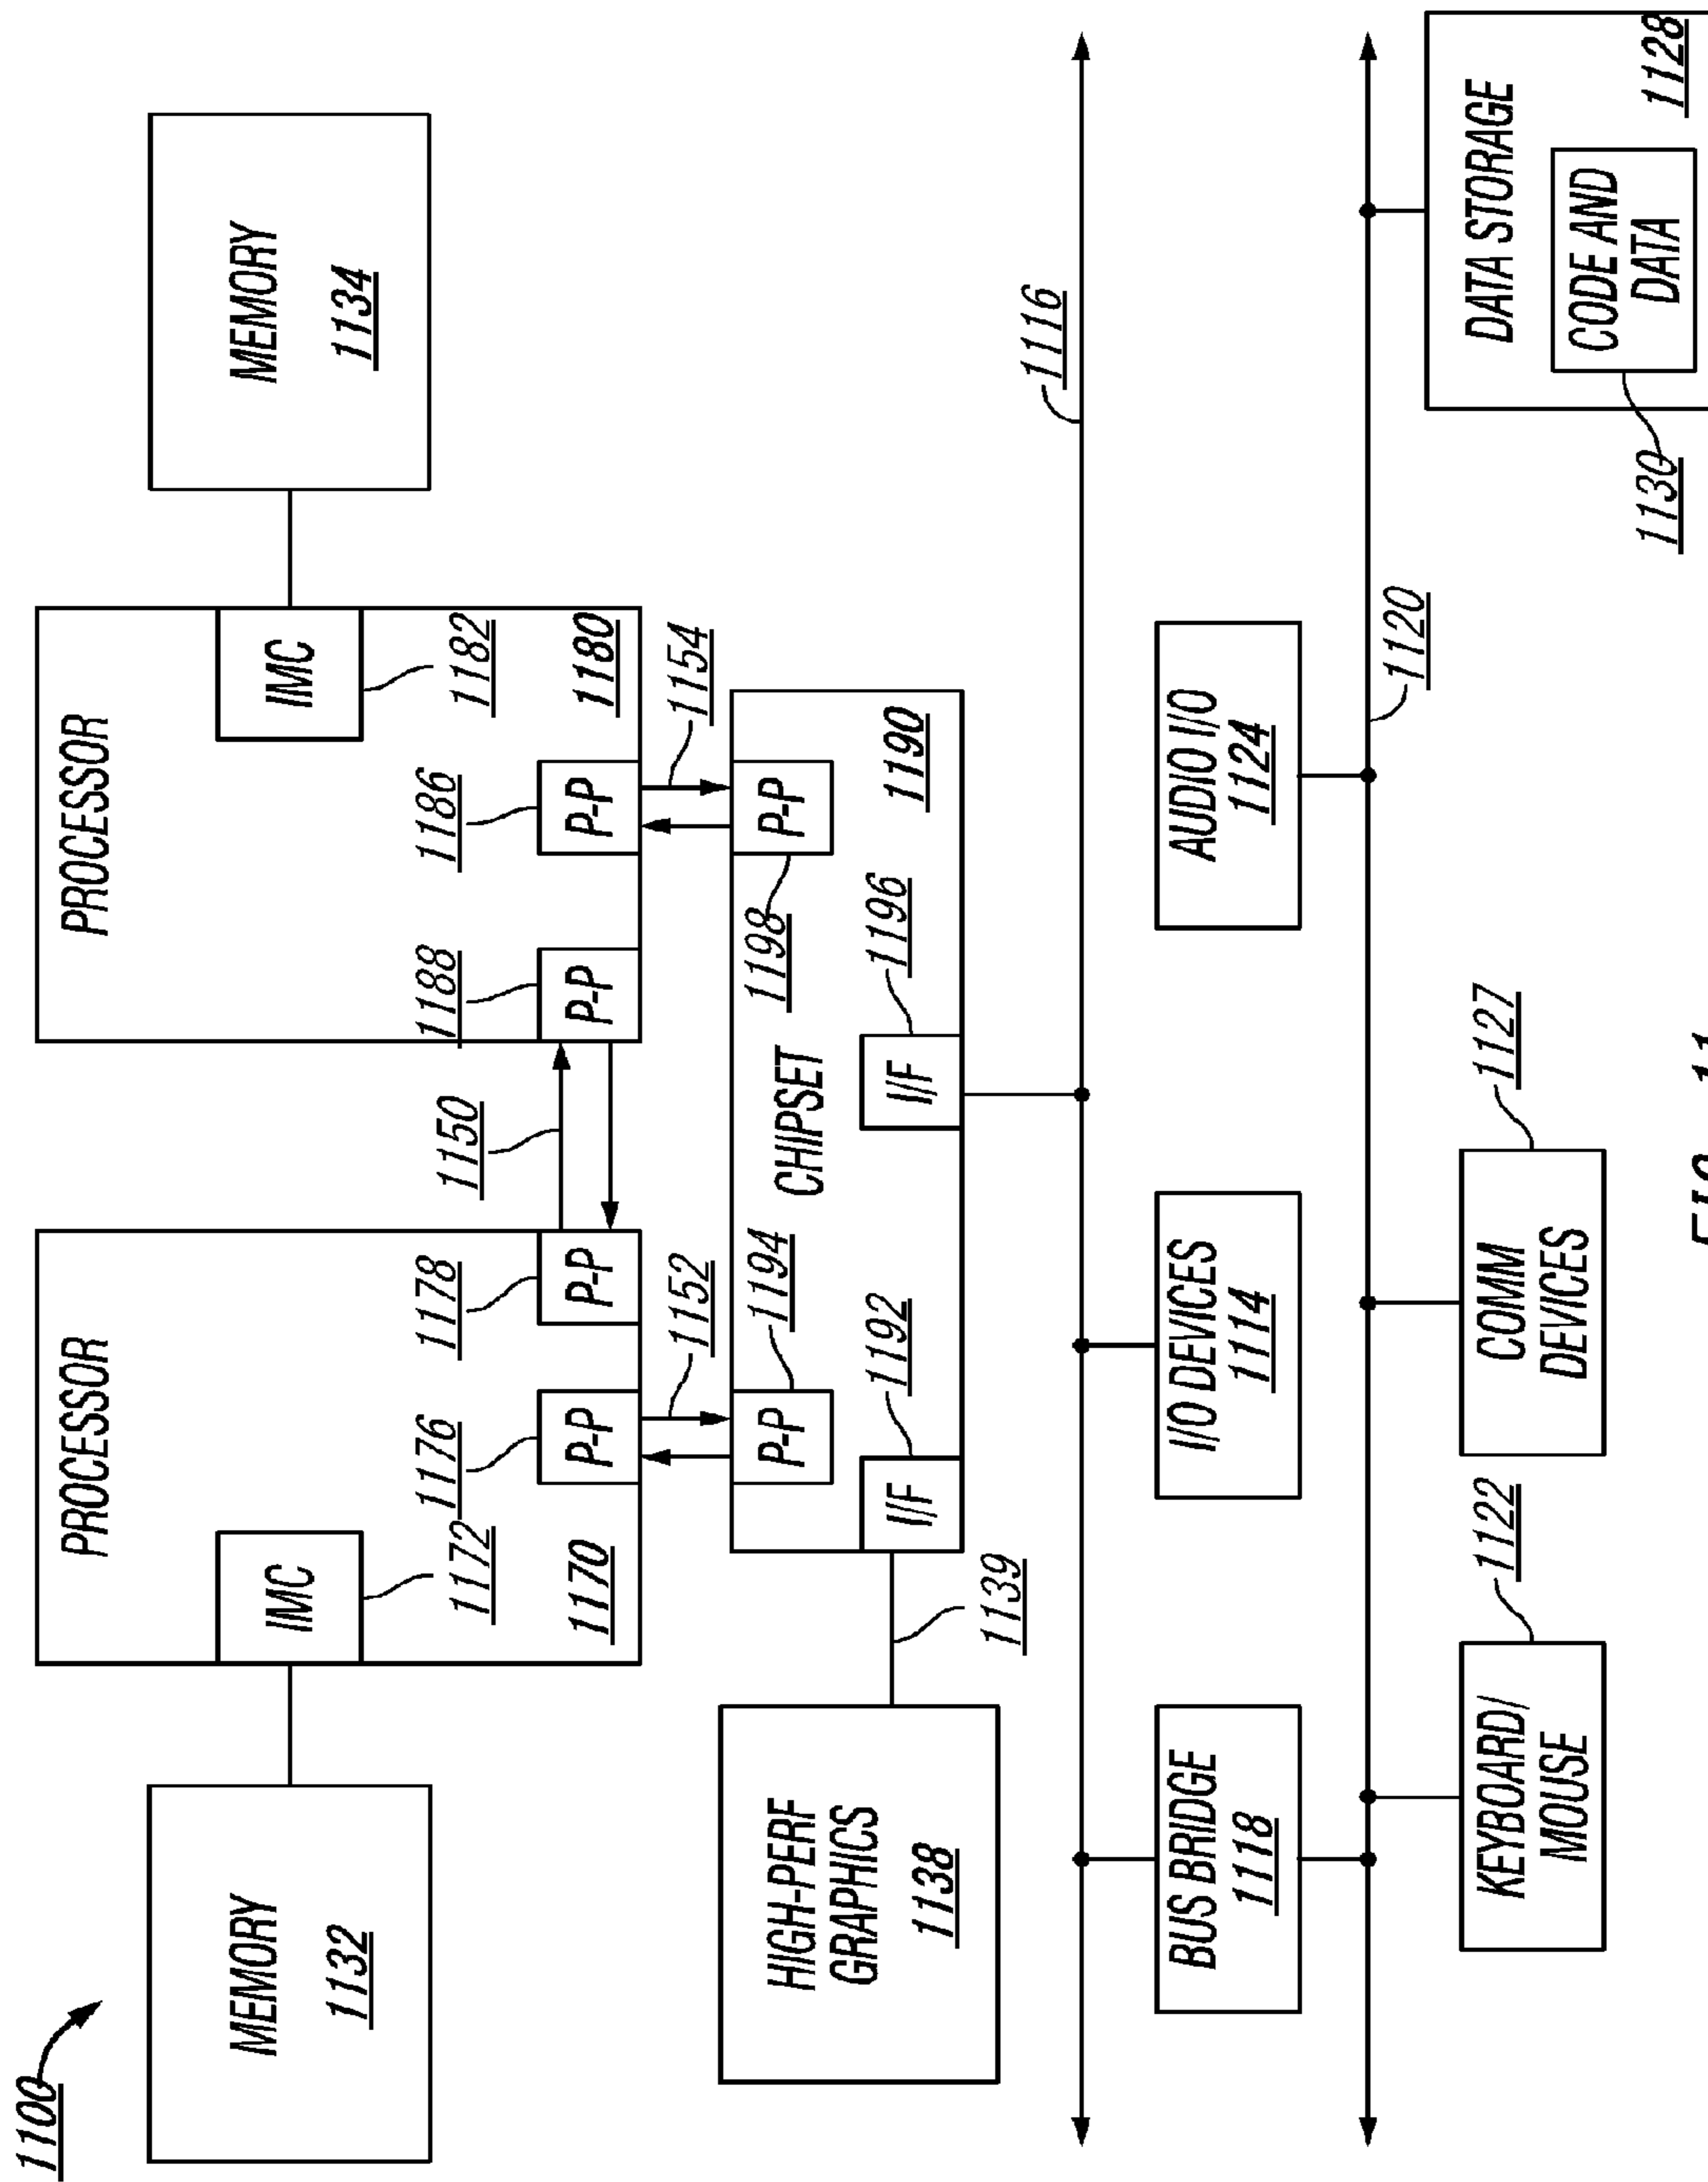 1100
MEMORY
1132
PROCESSOR
IMC
1172
1170
1176
P-P
1178
P-P
1150
PROCESSOR
1188
P-P
1186
P-P
IMC
1182
1180
MEMORY
1134
1152
1154
HIGH-PERF
GRAPHICS
1138
1139
P-P
1194
CHIPSET
1198
P-P
1190
I/F
1192
I/F
1196
1116
BUS BRIDGE
1118
I/O DEVICES
1114
AUDIO I/O
1124
1120
KEYBOARD/
MOUSE
1122
COMM
DEVICES
1127
DATA STORAGE
CODE AND
DATA
1128
1130